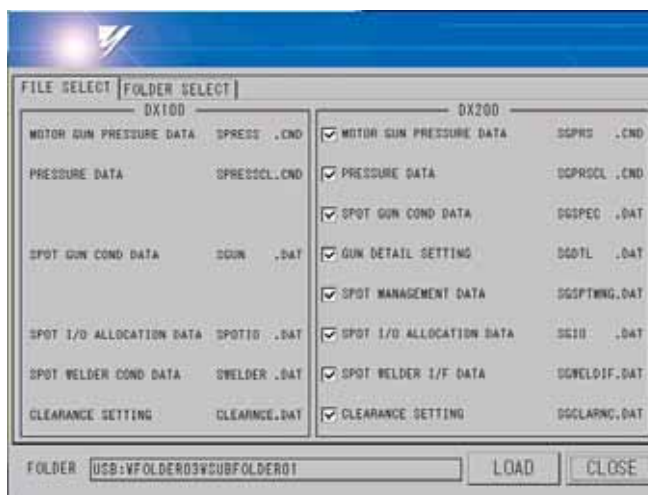 FILE SELECT FOLDER SELECT
DX100 DX200
MOTOR GUN PRESSURE DATA SPRESS .CND MOTOR GUN PRESSURE DATA SGPRS .CND
PRESSURE DATA SPRESSCL.CND PRESSURE DATA SGPRSCL .CND
SPOT GUN COND DATA SGSPEC .DAT
SPOT GUN COND DATA SGUN .DAT GUN DETAIL SETTING SGDTL .DAT
SPOT MANAGEMENT DATA SGSPTMNG.DAT
SPOT I/O ALLOCATION DATA SPOTIO .DAT SPOT I/O ALLOCATION DATA SGIO .DAT
SPOT WELDER COND DATA SWELDER .DAT SPOT WELDER I/F DATA SGWELDIF.DAT
CLEARANCE SETTING CLEARNCE.DAT CLEARANCE SETTING SGCLARNC.DAT
FOLDER USB:¥FOLDER03¥SUBFOLDER01 LOAD CLOSE